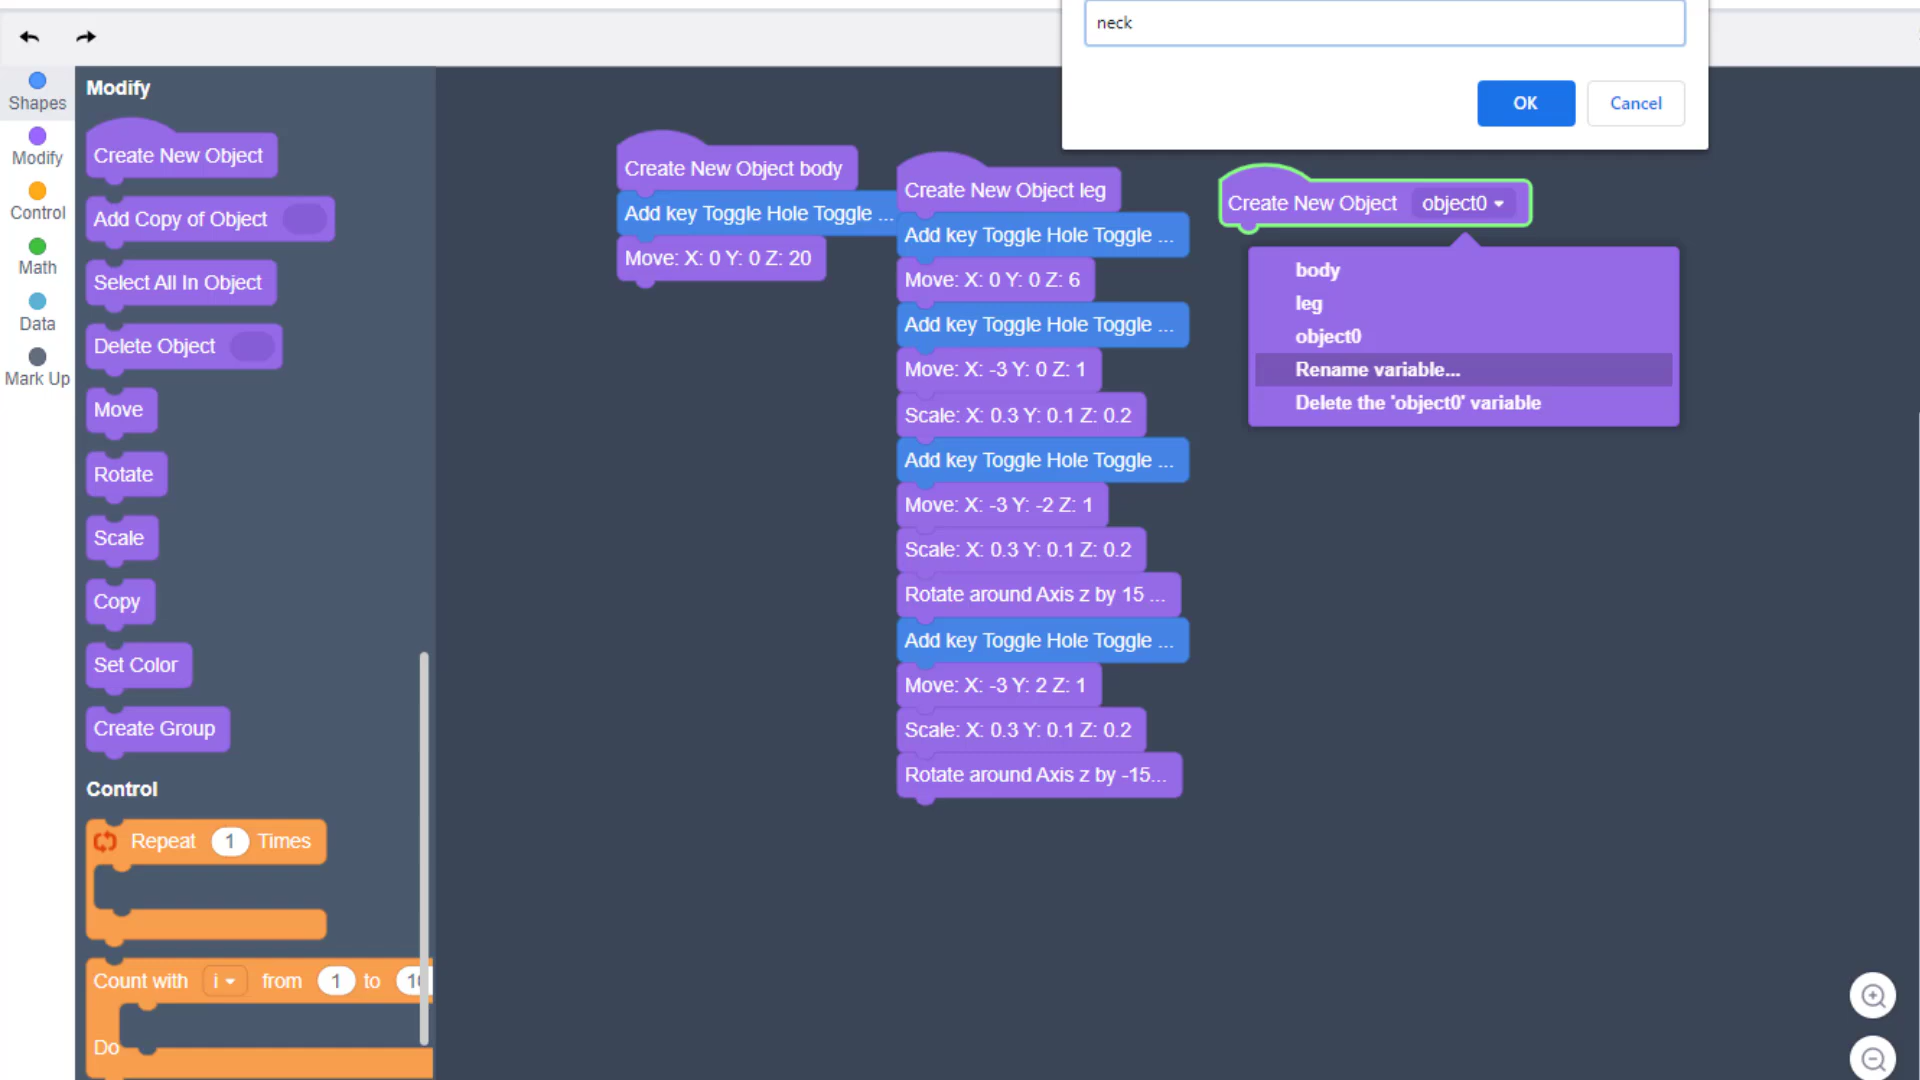 neck
OK
Cancel
Shapes
Modify
Control
Math
Data
Mark Up
Modify
Create New Object
Add Copy of Object
Select All In Object
Delete Object
Move
Rotate
Scale
Copy
Set Color
Create Group
Control
Repeat 1 Times
Count with i from 1 to
Do
Create New Object body
Add key Toggle Hole Toggle ...
Move: X: 0 Y: 0 Z: 20
Create New Object leg
Add key Toggle Hole Toggle ...
Move: X: 0 Y: 0 Z: 6
Add key Toggle Hole Toggle ...
Move: X: -3 Y: 0 Z: 1
Scale: X: 0.3 Y: 0.1 Z: 0.2
Add key Toggle Hole Toggle ...
Move: X: -3 Y: -2 Z: 1
Scale: X: 0.3 Y: 0.1 Z: 0.2
Rotate around Axis z by 15 ...
Add key Toggle Hole Toggle ...
Move: X: -3 Y: 2 Z: 1
Scale: X: 0.3 Y: 0.1 Z: 0.2
Rotate around Axis z by -15...
Create New Object object0
body
leg
object0
Rename variable...
Delete the 'object0' variable